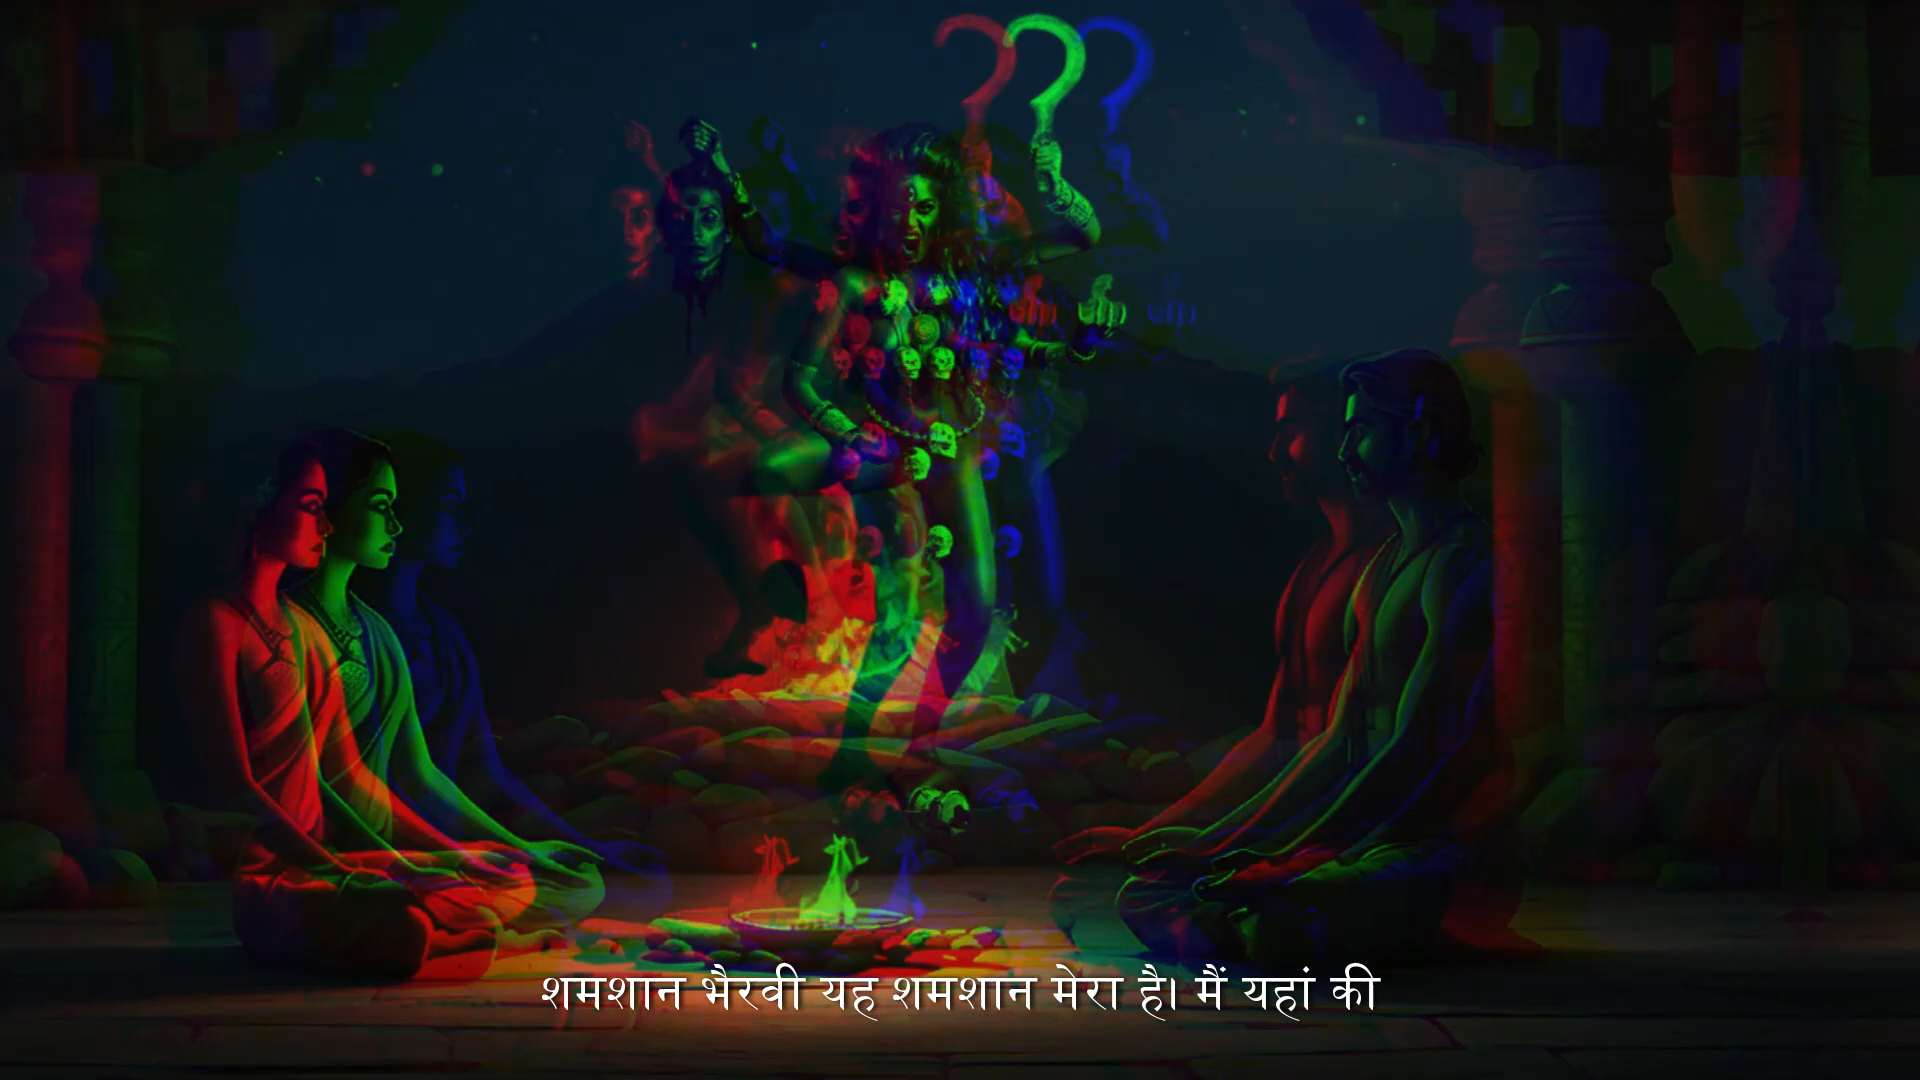 शमशान भैरवी यह शमशान मेरा है। मैं यहां की